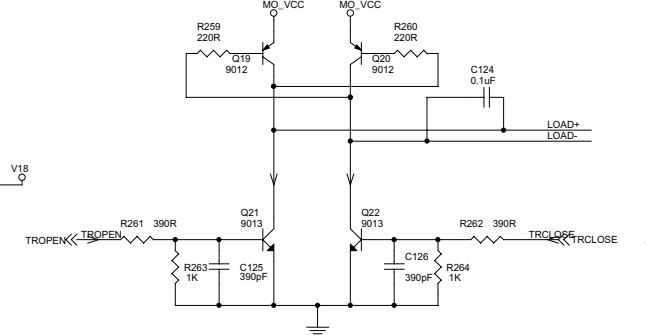 MO_VCC
MO_VCC
R259
220R
R260
220R
Q19
9012
Q20
9012
C124
0.1uF
LOAD+
LOAD-
V18
Q21
9013
Q22
9013
R261 390R
R262 390R
TROPEN
TROPEN
TRCLOSE
TRCLOSE
R263
1K
C125
390pF
C126
390pF
R264
1K